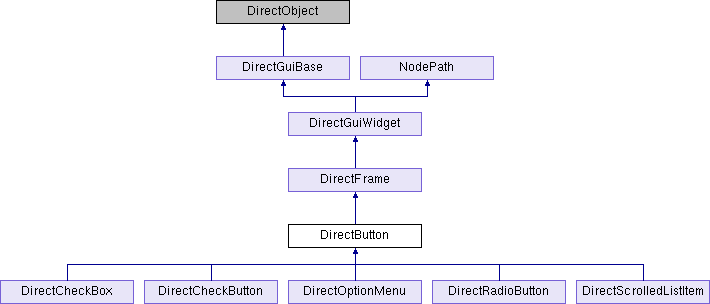 DirectObject
DirectGuiBase
NodePath
DirectGuiWidget
DirectFrame
DirectButton
DirectCheckBox
DirectCheckButton
DirectOptionMenu
DirectRadioButton
DirectScrolledListItem